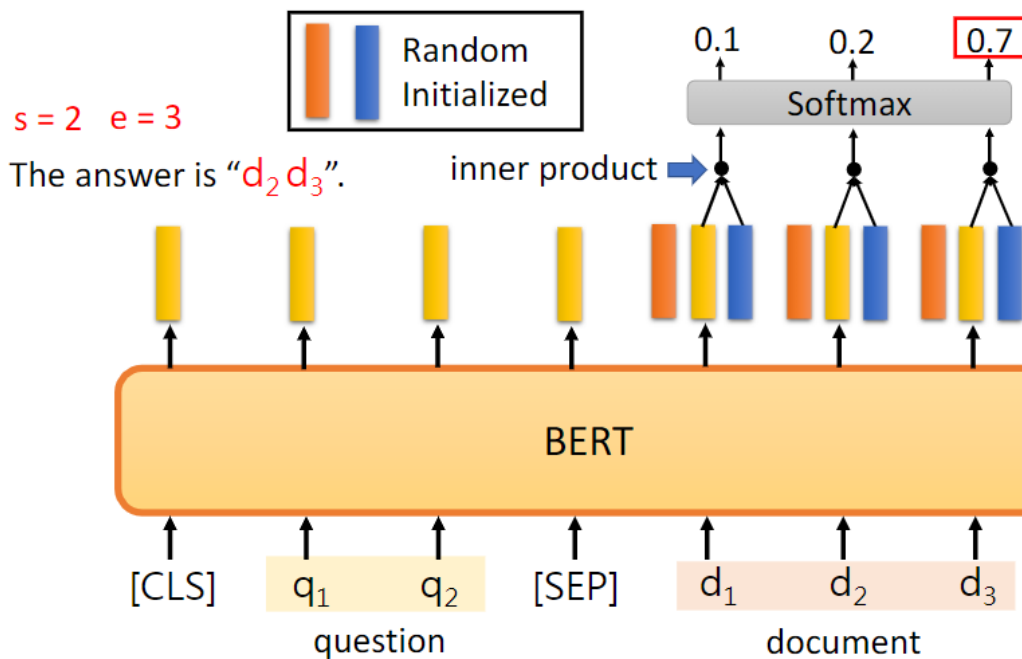 Random
Initialized
0.1 0.2 0.7
Softmax
s = 2 e = 3
The answer is “d₂ d₃”.
inner product
BERT
[CLS] q₁ q₂ [SEP] d₁ d₂ d₃
question document